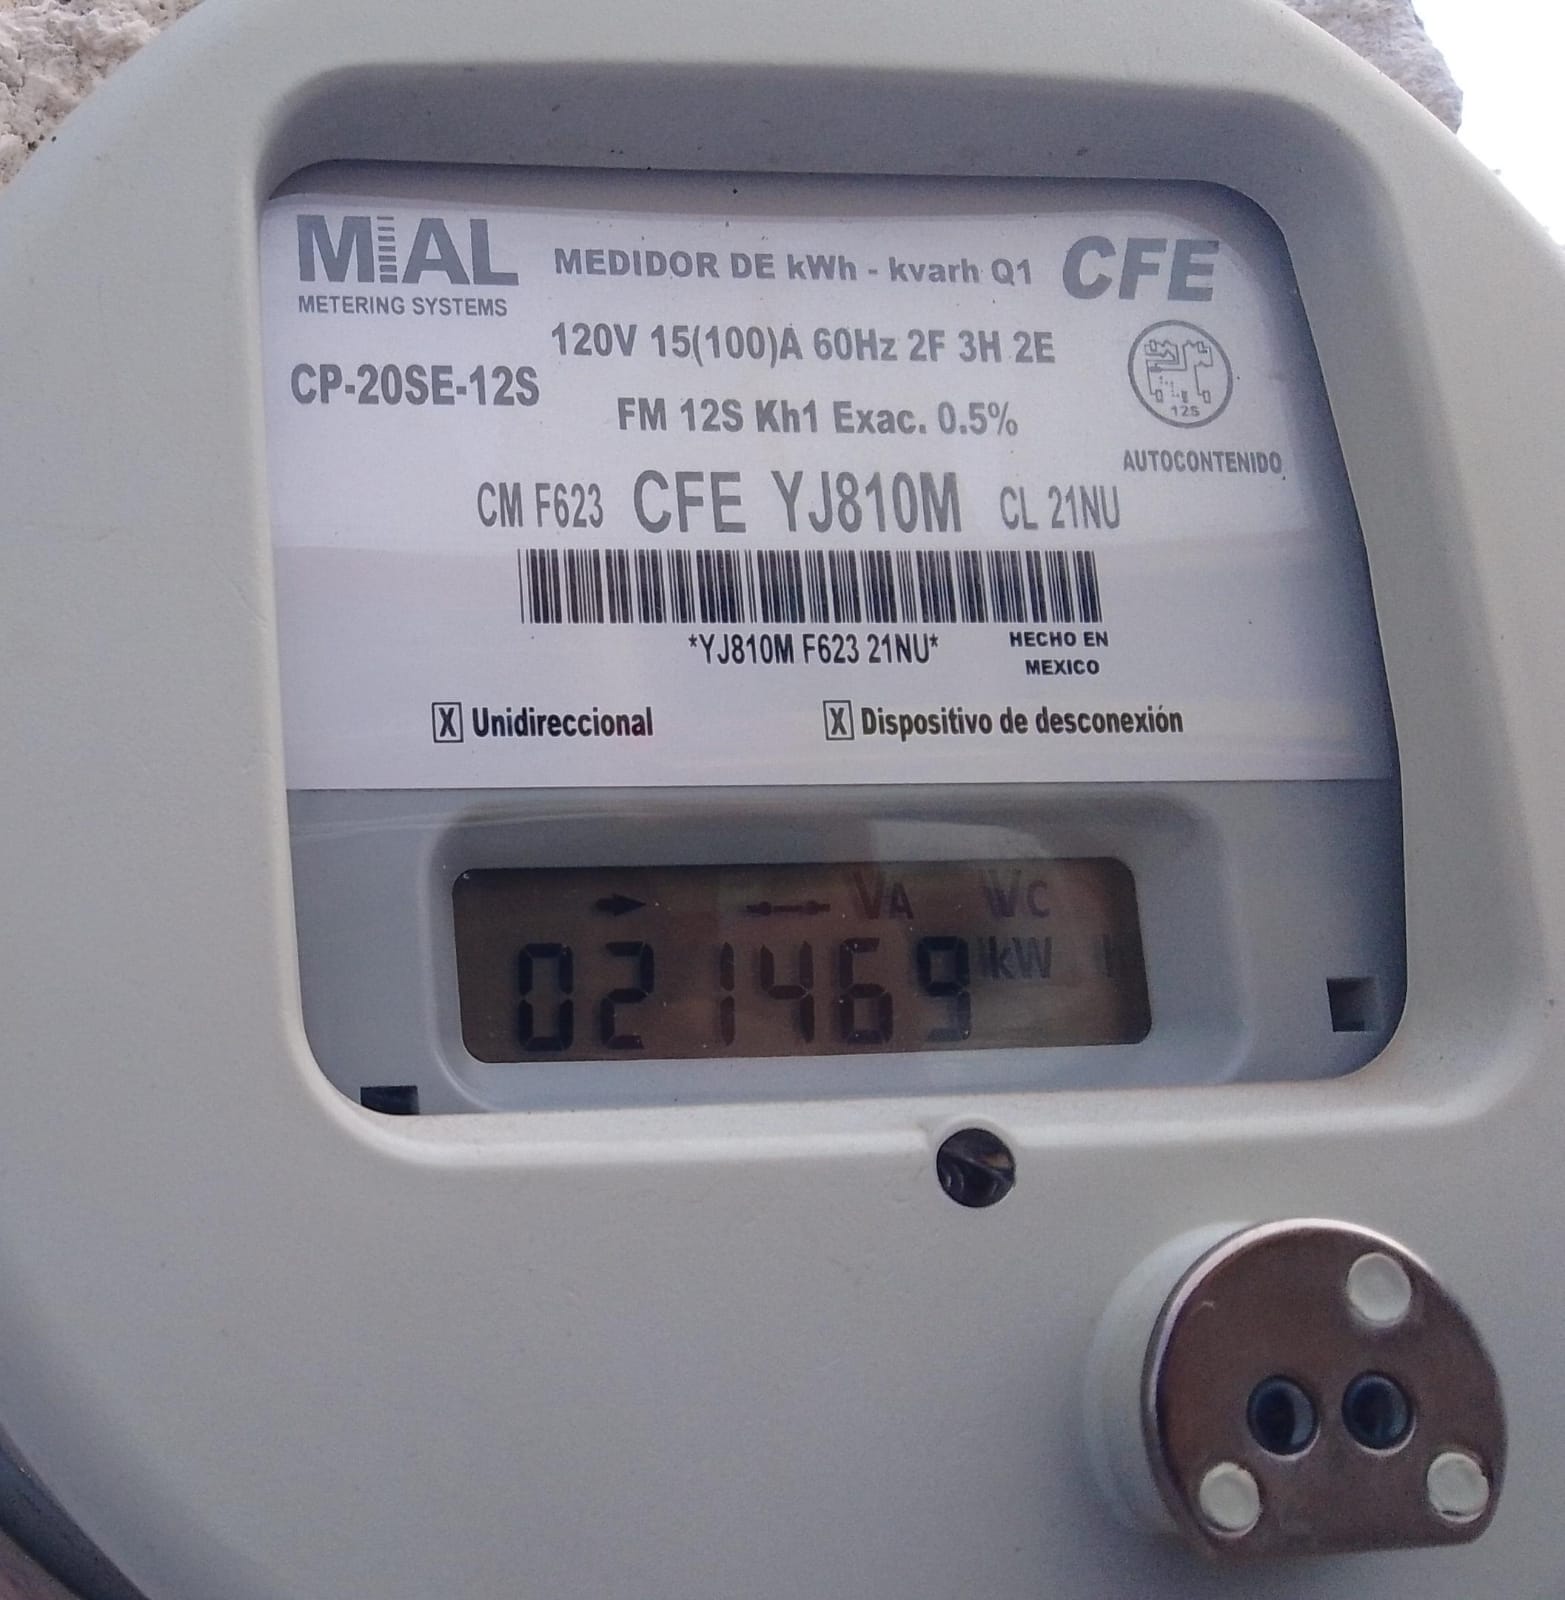 MIAL MEDIDOR DE kWh - kvarh Q1 CFE
METERING SYSTEMS
120V 15(100)A 60Hz 2F 3H 2E
CP-20SE-12S
FM 12S Kh1 Exac. 0.5%
12S
AUTOCONTENIDO
CM F623 CFE YJ810M CL 21NU
*YJ810M F623 21NU*
HECHO EN
MEXICO
X Unidireccional X Dispositivo de desconexión
VA VC
021469 kW